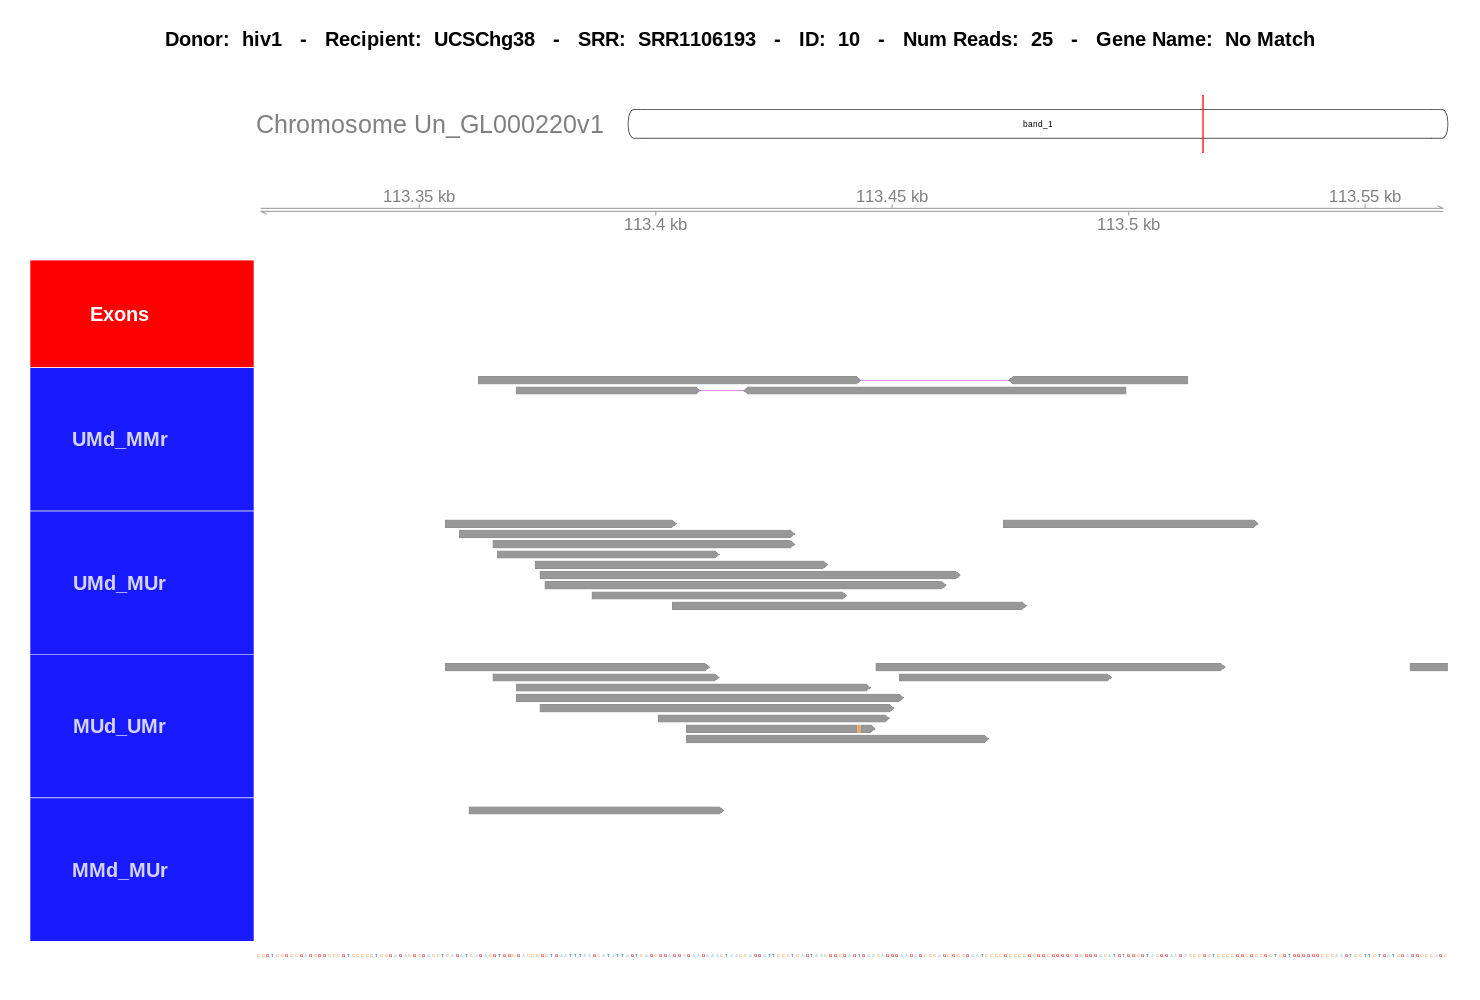 Donor: hiv1 - Recipient: UCSChg38 - SRR: SRR1106193 - ID: 10 - Num Reads: 25 - Gene Name: No Match
Chromosome Un_GL000220v1
band_1
113.35 kb 113.45 kb 113.55 kb
113.4 kb 113.5 kb
Exons
UMd_MMr
UMd_MUr
MUd_UMr
MMd_MUr